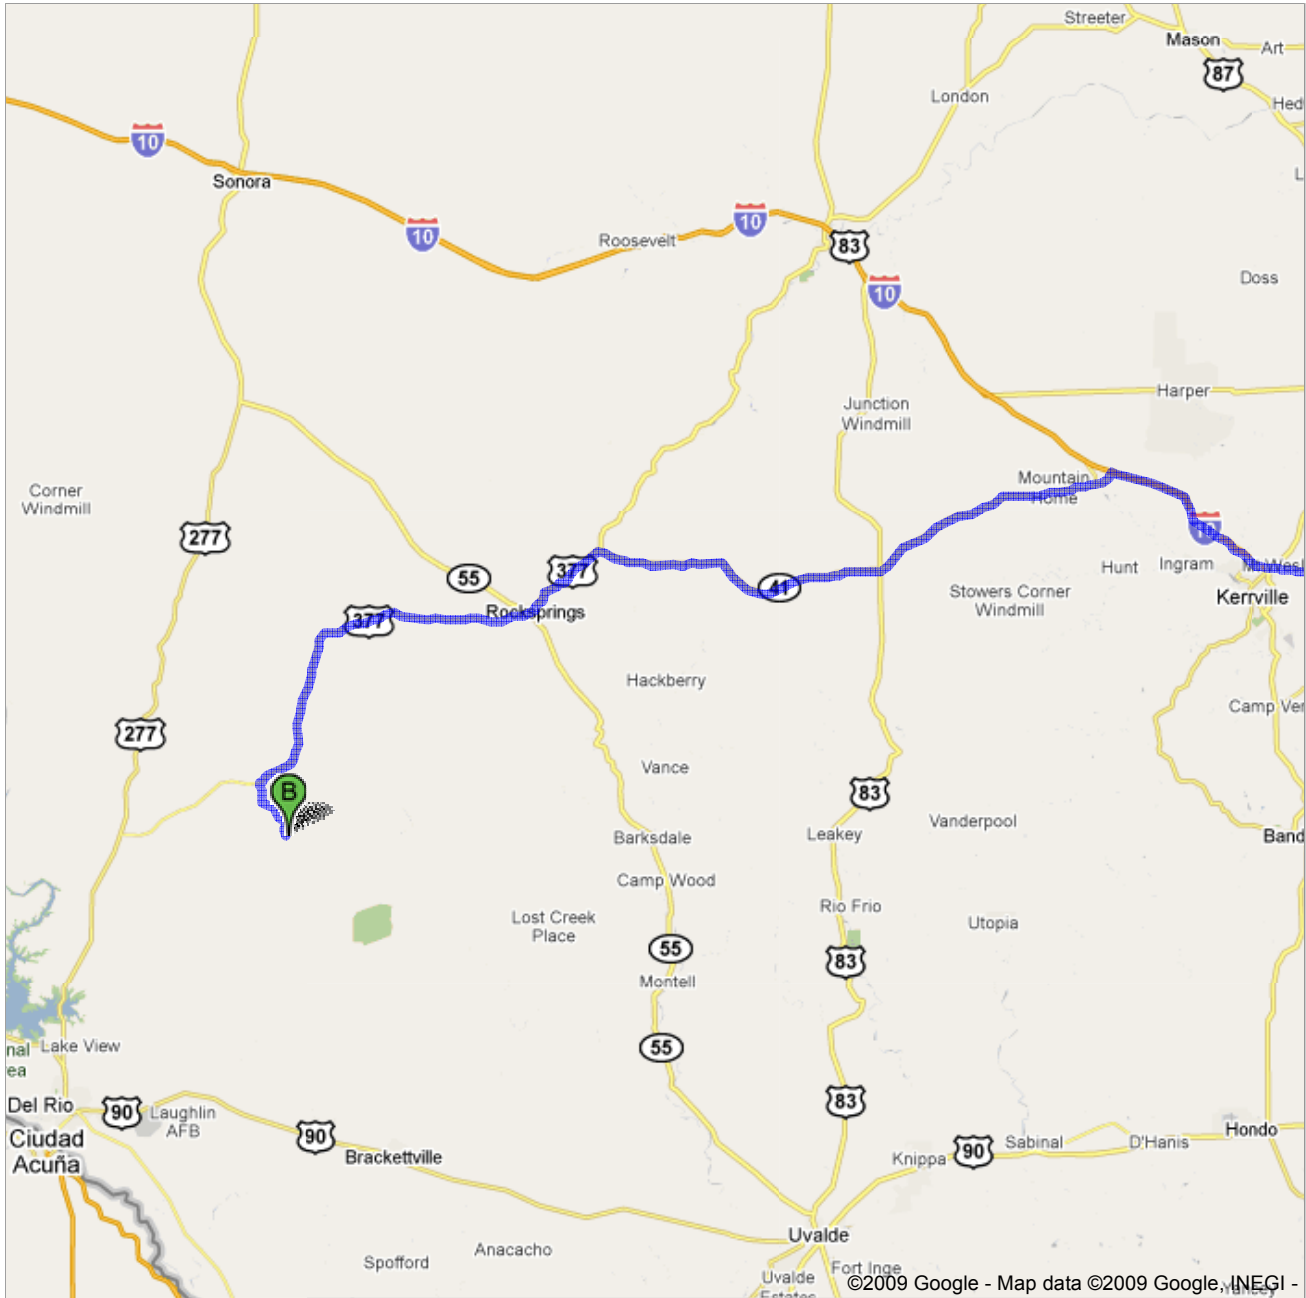 Streeter
Mason
Art
87
London
Hed
10
Sonora
L
10
Roosevelt
10
83
Doss
10
Harper
Junction
Windmill
Corner
Windmill
Mountain
Home
277
10
55
377
41
Hunt
Ingram
Stowers Corner
Windmill
Kerrville
377
Rocksprings
Hackberry
Camp Ver
277
Vance
B
83
Vanderpool
Leakey
Barksdale
Band
Camp Wood
Rio Frio
Lost Creek
Place
Utopia
55
83
Montell
nal
ea
Lake View
55
Del Rio
90
Laughlin
AFB
83
Ciudad
Acuña
90
Brackettville
Hondo
Sabinal
D'Hanis
Knippa
90
Uvalde
Anacacho
Spofford
Fort Inge
Uvalde
Estates
©2009 Google - Map data ©2009 Google, INEGI -